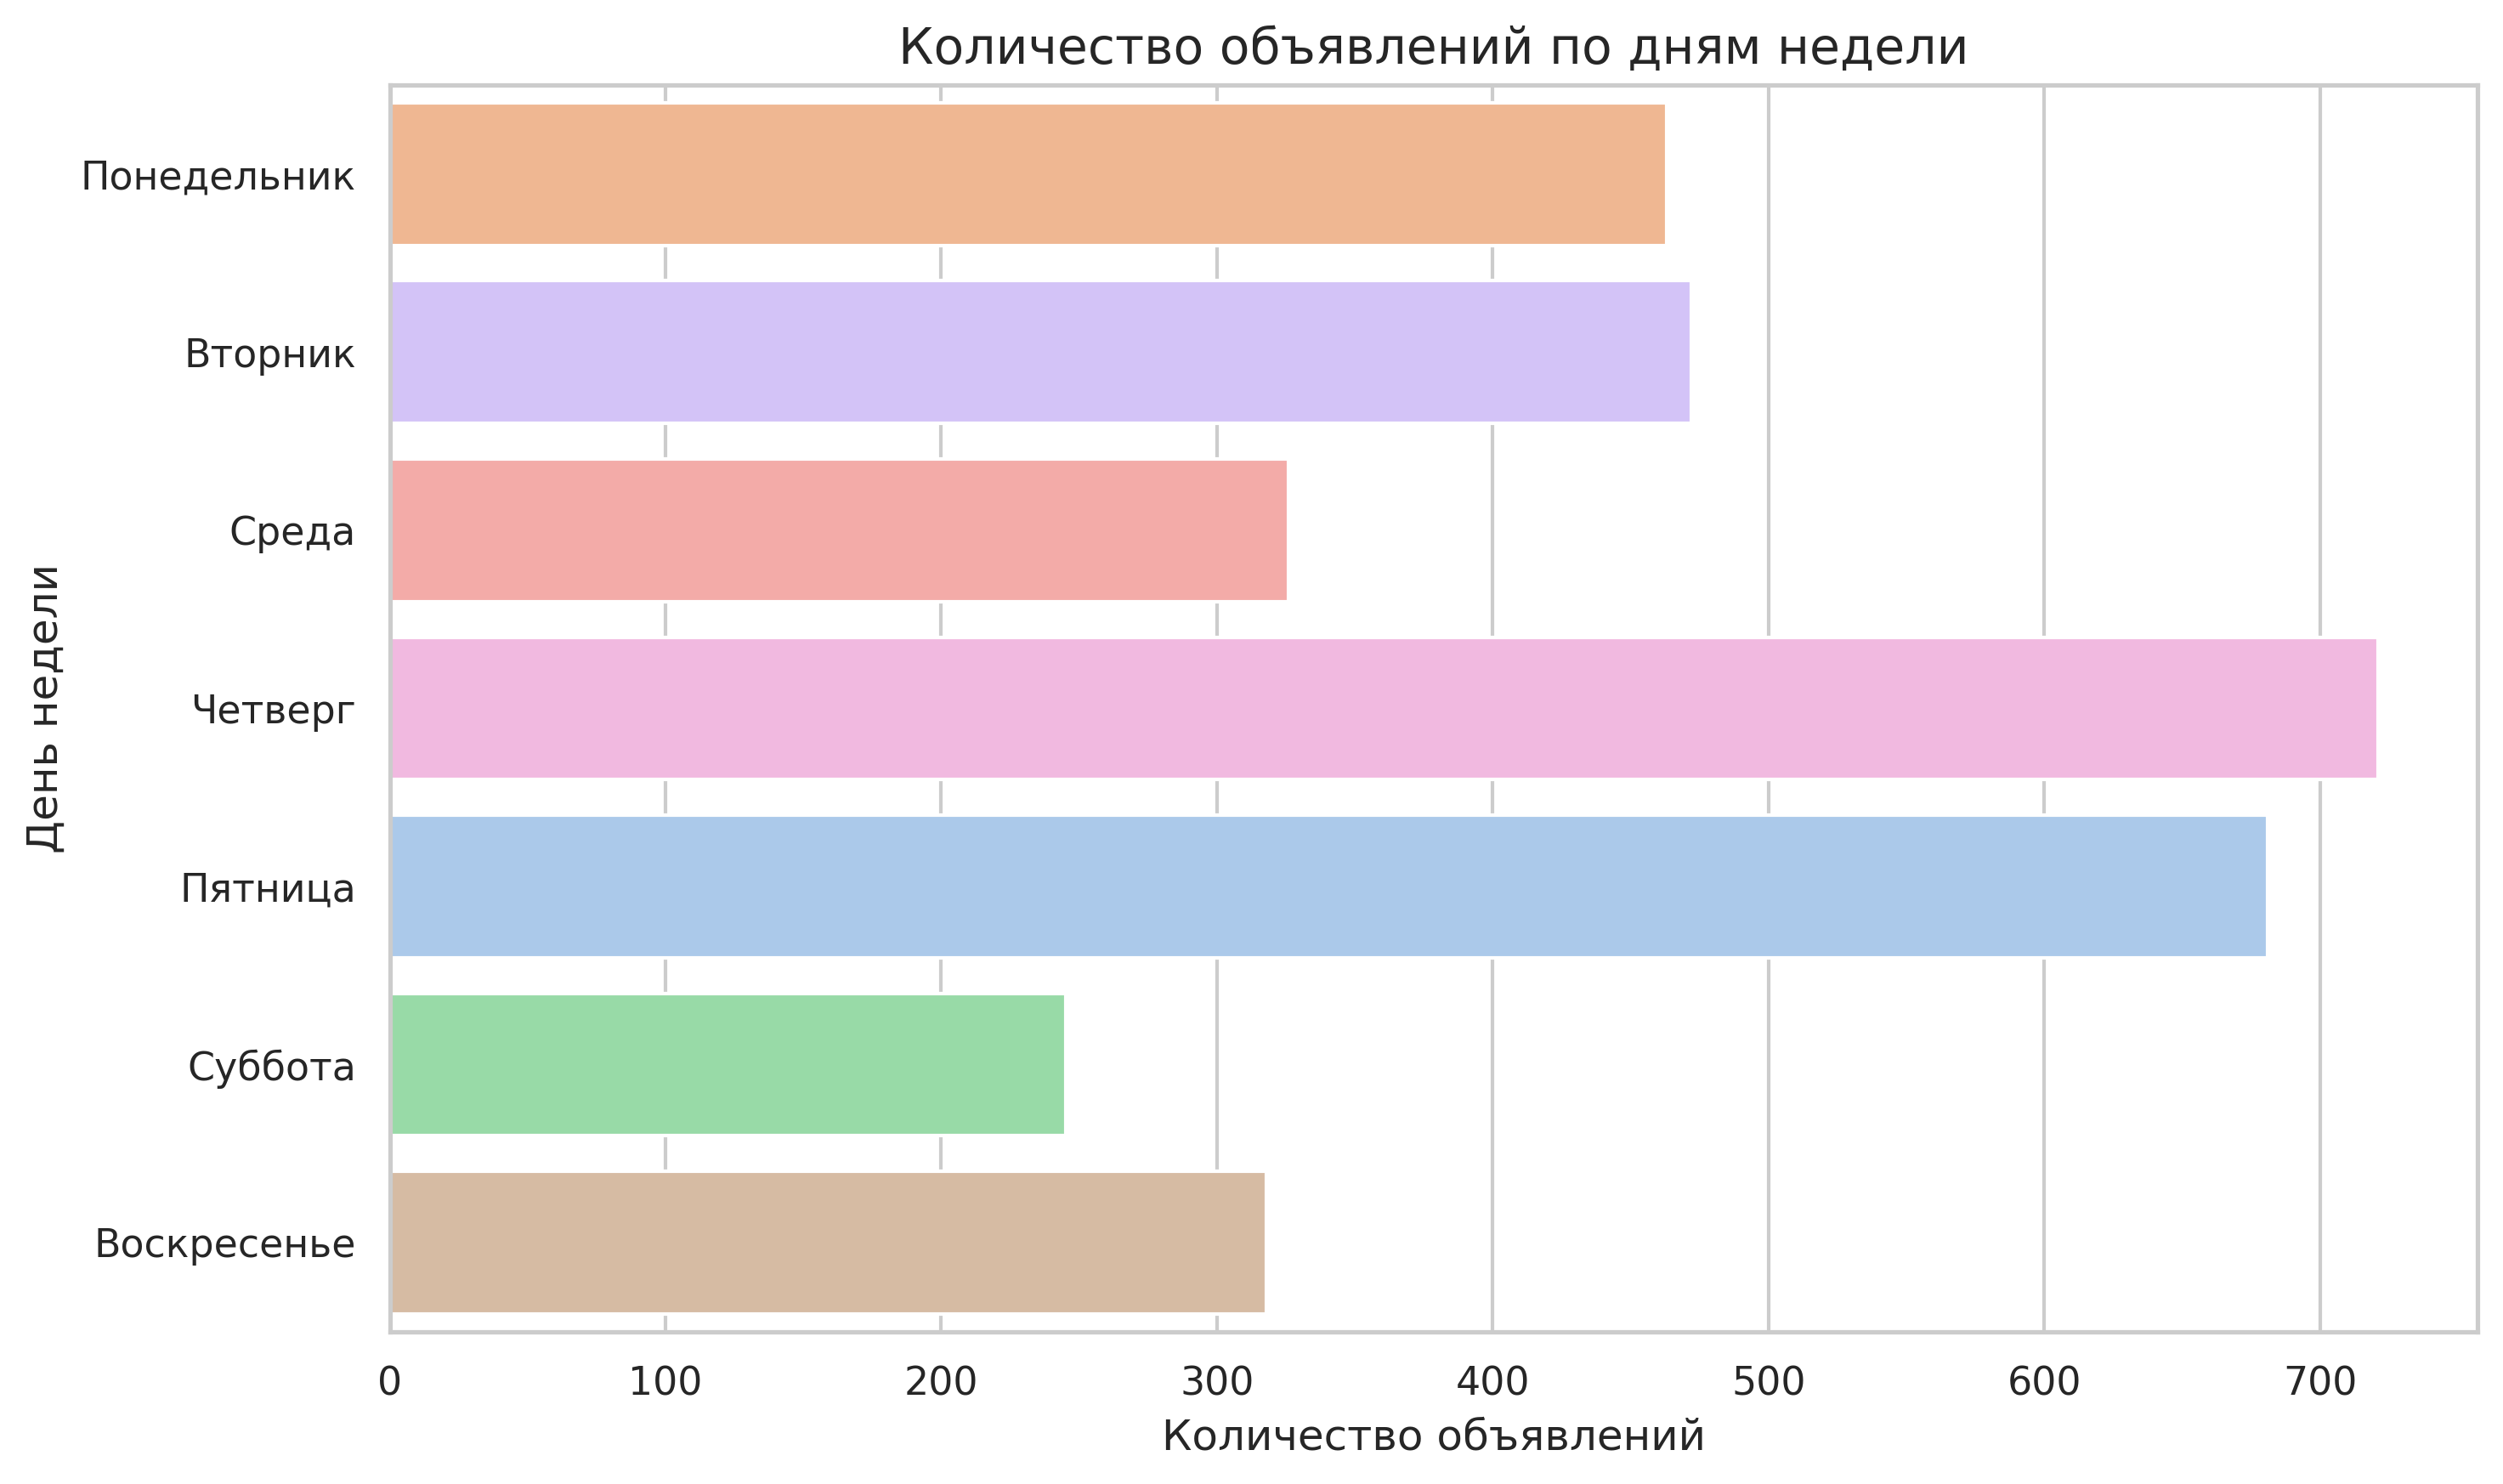 Количество объявлений по дням недели
Понедельник
Вторник
Среда
Четверг
Пятница
Суббота
Воскресенье
День недели
0 100 200 300 400 500 600 700
Количество объявлений